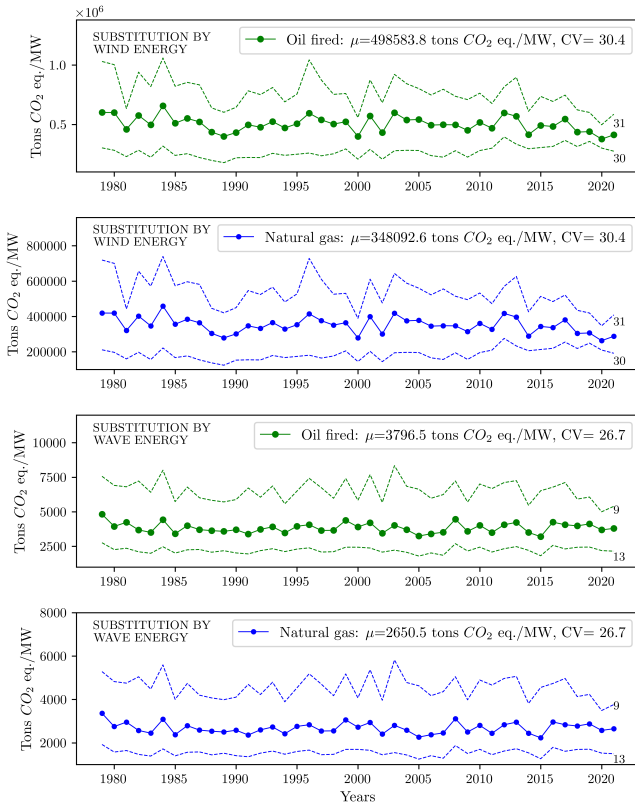 ×10⁶
SUBSTITUTION BY
WIND ENERGY
Oil fired: μ=498583.8 tons CO₂ eq./MW, CV= 30.4
Tons CO₂ eq./MW
1.0
0.5
31
30
1980 1985 1990 1995 2000 2005 2010 2015 2020
SUBSTITUTION BY
WIND ENERGY
Natural gas: μ=348092.6 tons CO₂ eq./MW, CV= 30.4
Tons CO₂ eq./MW
800000
600000
400000
200000
31
30
1980 1985 1990 1995 2000 2005 2010 2015 2020
SUBSTITUTION BY
WAVE ENERGY
Oil fired: μ=3796.5 tons CO₂ eq./MW, CV= 26.7
Tons CO₂ eq./MW
10000
7500
5000
2500
9
13
1980 1985 1990 1995 2000 2005 2010 2015 2020
SUBSTITUTION BY
WAVE ENERGY
Natural gas: μ=2650.5 tons CO₂ eq./MW, CV= 26.7
Tons CO₂ eq./MW
8000
6000
4000
2000
9
13
1980 1985 1990 1995 2000 2005 2010 2015 2020
Years